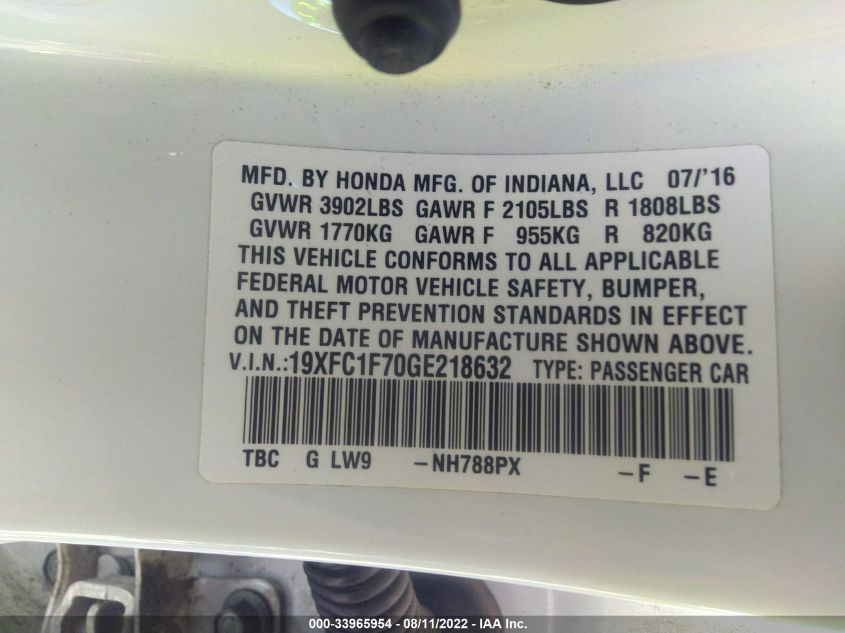 MFD. BY HONDA MFG. OF INDIANA, LLC 07/'16
GVWR 3902LBS GAWR F 2105LBS R 1808LBS
GVWR 1770KG GAWR F 955KG R 820KG
THIS VEHICLE CONFORMS TO ALL APPLICABLE
FEDERAL MOTOR VEHICLE SAFETY, BUMPER,
AND THEFT PREVENTION STANDARDS IN EFFECT
ON THE DATE OF MANUFACTURE SHOWN ABOVE.
V.I.N.:19XFC1F70GE218632 TYPE: PASSENGER CAR
TBC G LW9 -NH788PX -F -E
000-33965954 - 08/11/2022 - IAA Inc.